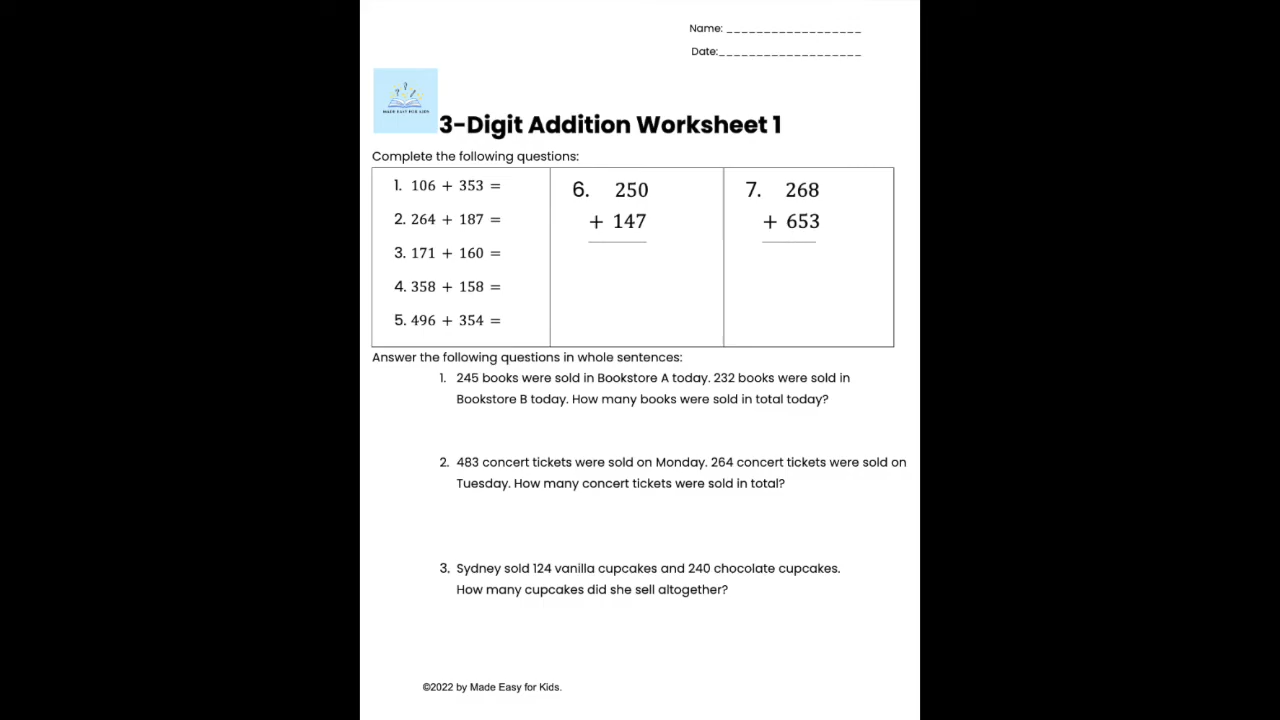 Name: __________________
Date:___________________
MADE EASY FOR KIDS
3-Digit Addition Worksheet 1
Complete the following questions:
1. 106 + 353 =
2. 264 + 187 =
3. 171 + 160 =
4. 358 + 158 =
5. 496 + 354 =
6. 250
+ 147
7. 268
+ 653
Answer the following questions in whole sentences:
1. 245 books were sold in Bookstore A today. 232 books were sold in
Bookstore B today. How many books were sold in total today?
2. 483 concert tickets were sold on Monday. 264 concert tickets were sold on
Tuesday. How many concert tickets were sold in total?
3. Sydney sold 124 vanilla cupcakes and 240 chocolate cupcakes.
How many cupcakes did she sell altogether?
©2022 by Made Easy for Kids.